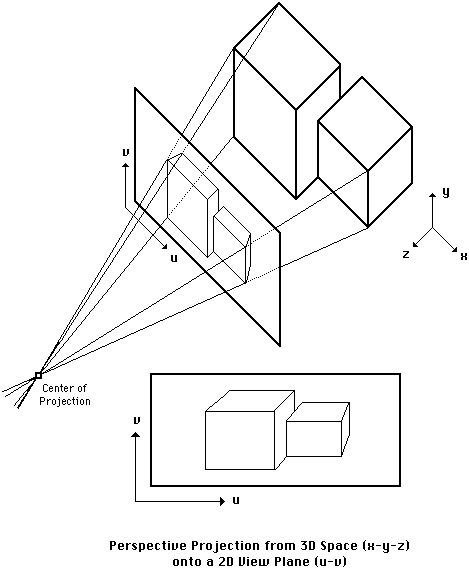 v
u
y
z
x
Center of
Projection
v
u
Perspective Projection from 3D Space (x-y-z)
onto a 2D View Plane (u-v)